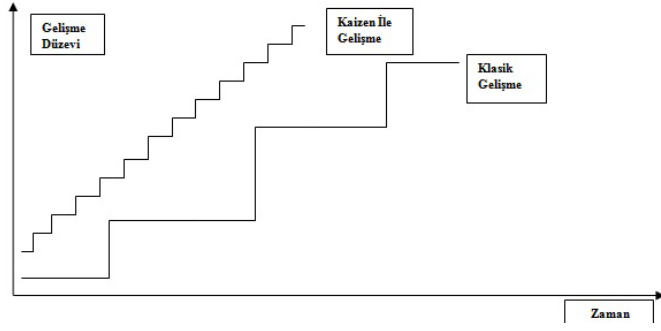 Gelişme
Düzevi
Kaizen İle
Gelişme
Klasik
Gelişme
Zaman